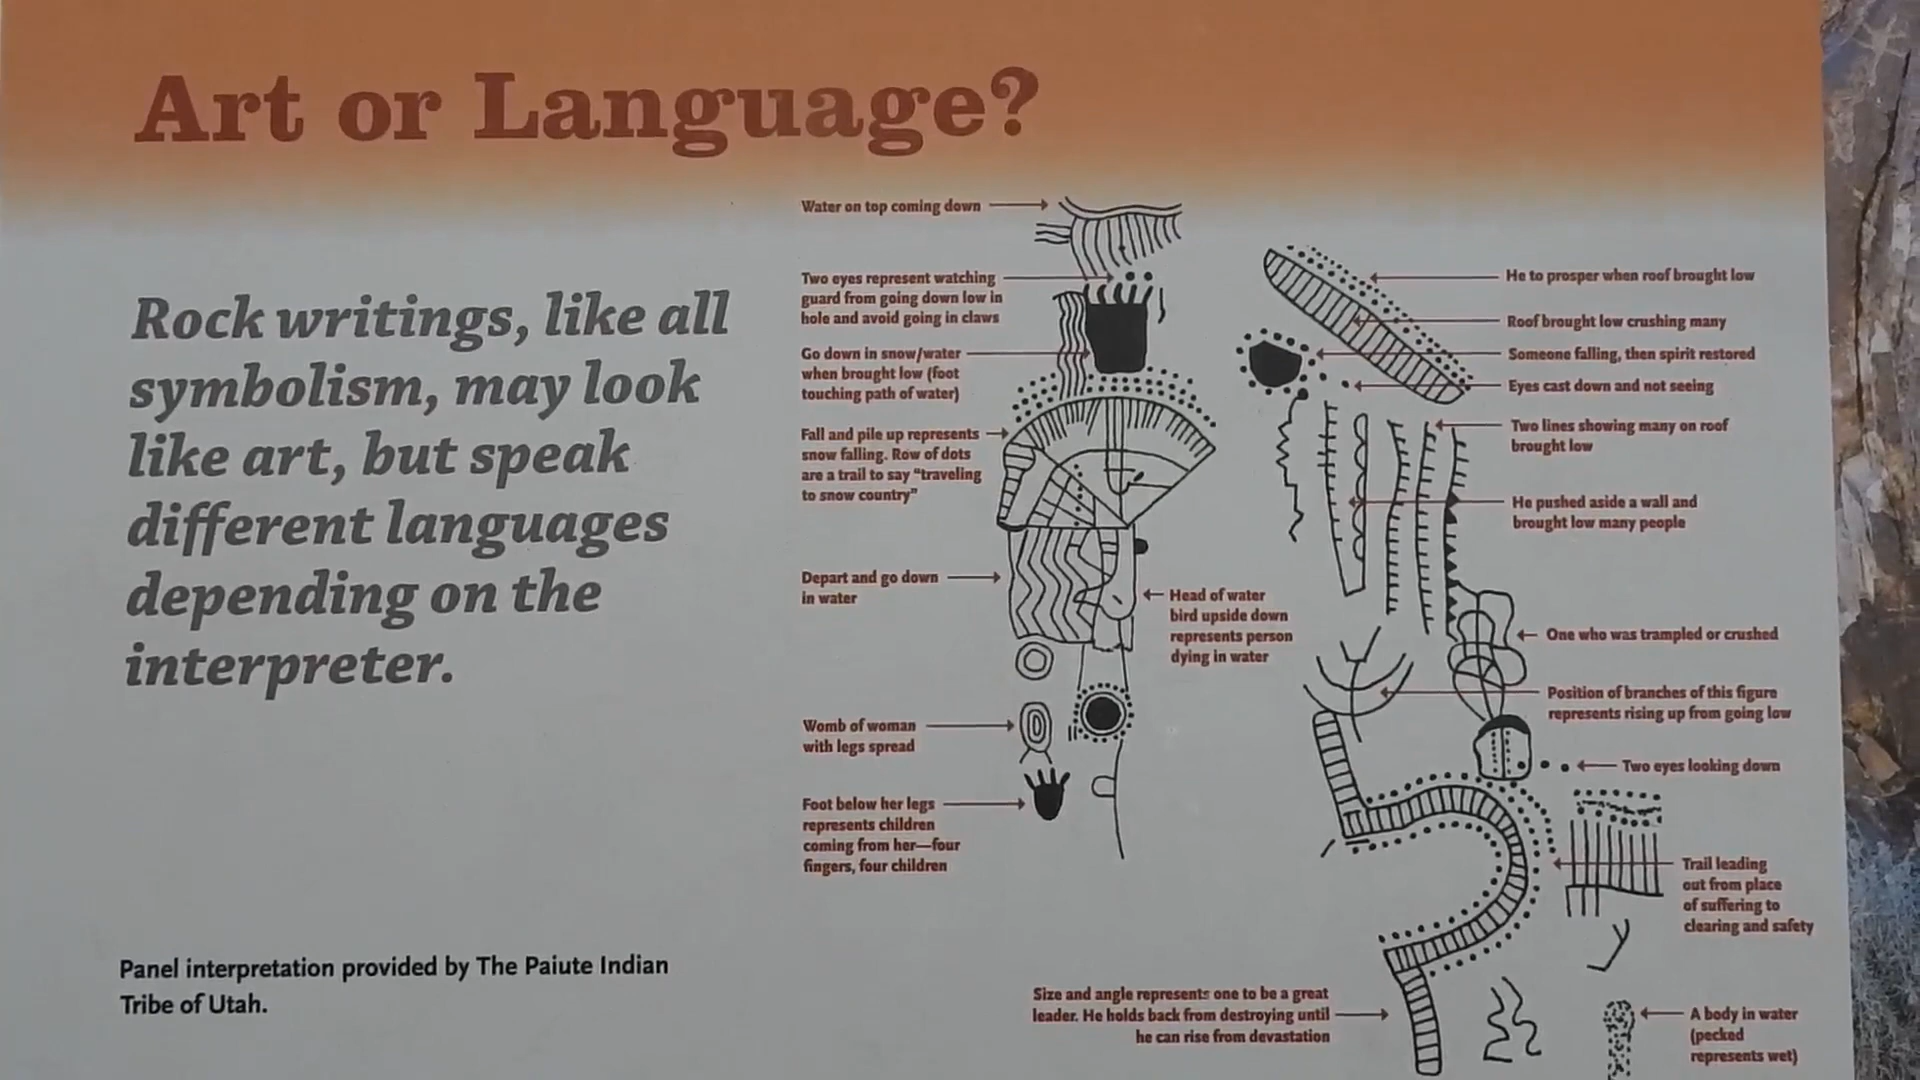 Art or Language?
Rock writings, like all
symbolism, may look
like art, but speak
different languages
depending on the
interpreter.
Panel interpretation provided by The Paiute Indian
Tribe of Utah.
Water on top coming down
Two eyes represent watching
guard from going down low in
hole and avoid going in claws
Go down in snow/water
when brought low (foot
touching path of water)
Fall and pile up represents
snow falling. Row of dots
are a trail to say “traveling
to snow country”
Depart and go down
in water
Head of water
bird upside down
represents person
dying in water
Womb of woman
with legs spread
Foot below her legs
represents children
coming from her—four
fingers, four children
He to prosper when roof brought low
Roof brought low crushing many
Someone falling, then spirit restored
Eyes cast down and not seeing
Two lines showing many on roof
brought low
He pushed aside a wall and
brought low many people
One who was trampled or crushed
Position of branches of this figure
represents rising up from going low
Two eyes looking down
Trail leading
out from place
of suffering to
clearing and safety
Size and angle represents one to be a great
leader. He holds back from destroying until
he can rise from devastation
A body in water
(pecked
represents wet)